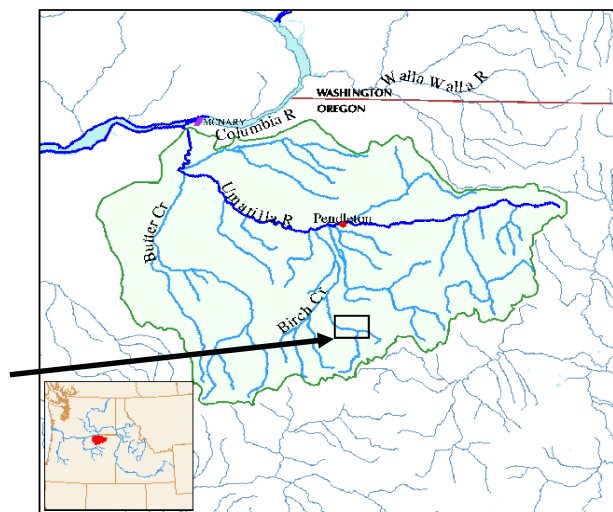 Walla Walla R
WASHINGTON
OREGON
MCNARY
Columbia R
Umatilla R
Pendleton
Butter Cr
Birch Cr